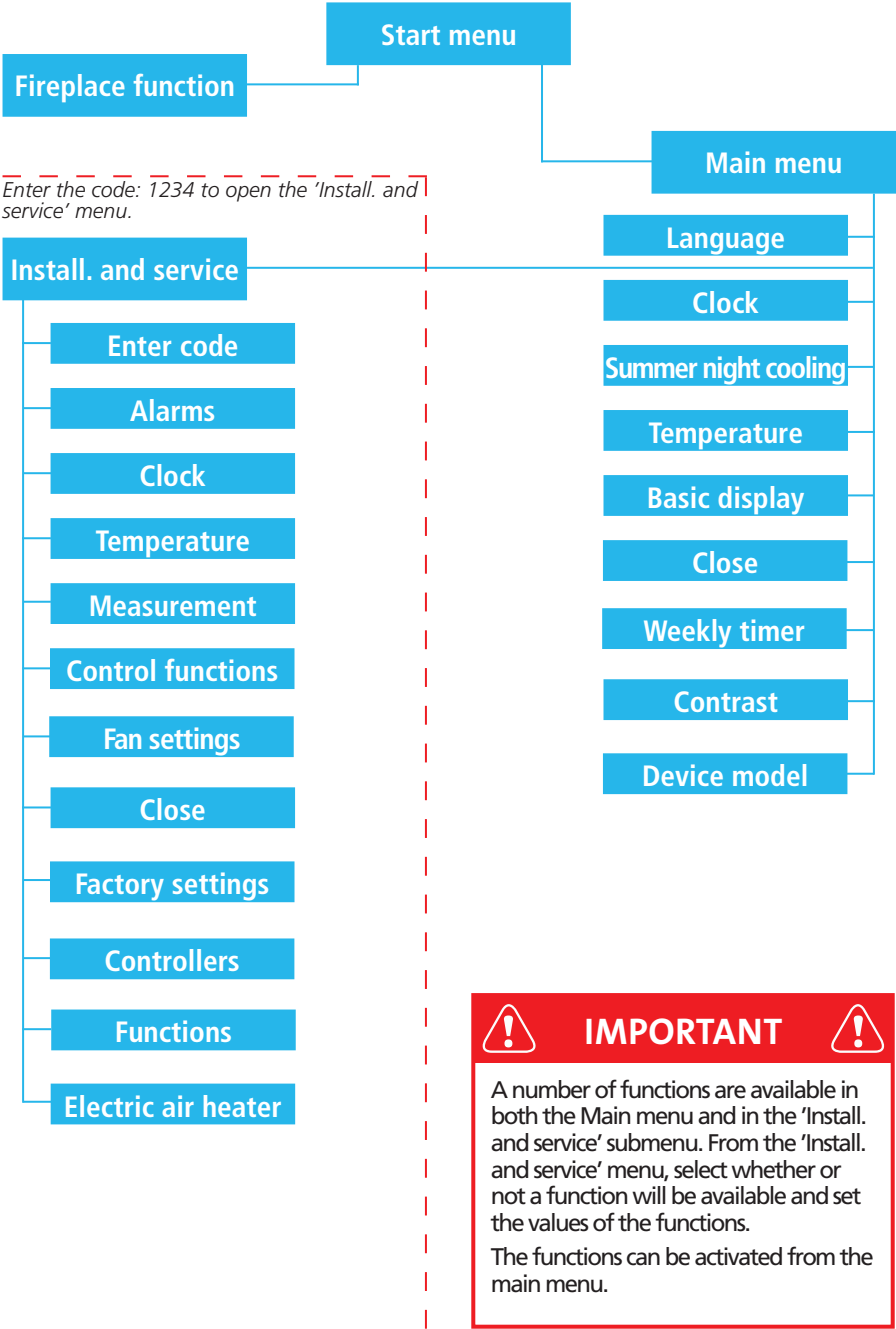 Start menu
Fireplace function
Main menu
Enter the code: 1234 to open the ’Install. and
service’ menu.
Install. and service
Enter code
Alarms
Clock
Temperature
Measurement
Control functions
Fan settings
Close
Factory settings
Controllers
Functions
Electric air heater
Language
Clock
Summer night cooling
Temperature
Basic display
Close
Weekly timer
Contrast
Device model
IMPORTANT
A number of functions are available in
both the Main menu and in the ’Install.
and service’ submenu. From the ’Install.
and service’ menu, select whether or
not a function will be available and set
the values of the functions.
The functions can be activated from the
main menu.